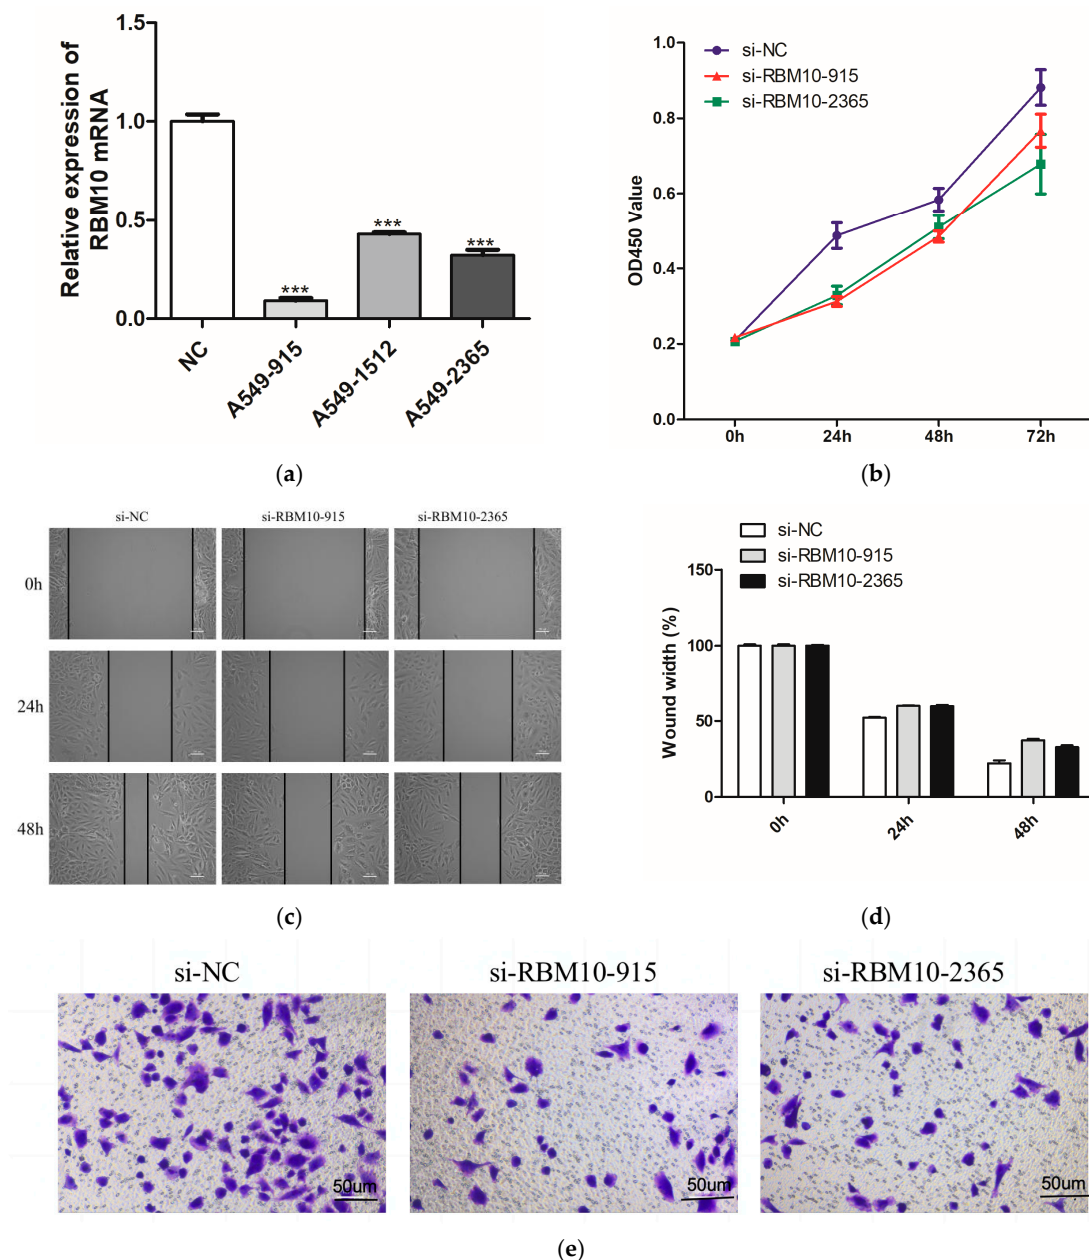 Relative expression of
RBM10 mRNA
1.5
1.0
0.5
0.0
***
***
***
NC
A549-915
A549-1512
A549-2365
(a)
si-NC
si-RBM10-915
si-RBM10-2365
OD450 Value
1.0
0.8
0.6
0.4
0.2
0.0
0h
24h
48h
72h
(b)
si-NC
si-RBM10-915
si-RBM10-2365
0h
24h
48h
(c)
si-NC
si-RBM10-915
si-RBM10-2365
Wound width (%)
150
100
50
0
0h
24h
48h
(d)
si-NC
si-RBM10-915
si-RBM10-2365
50um
50um
50um
(e)